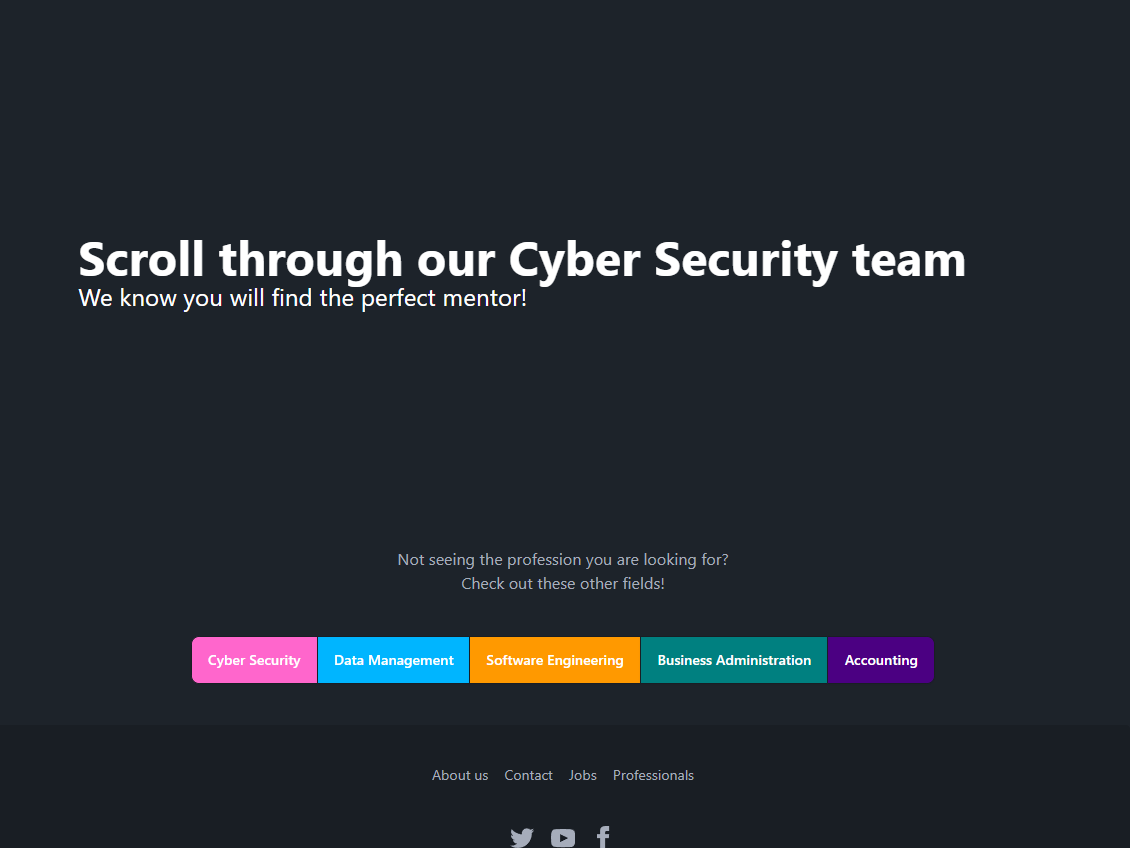 Scroll through our Cyber Security team
We know you will find the perfect mentor!
Not seeing the profession you are looking for?
Check out these other fields!
Cyber Security Data Management Software Engineering Business Administration Accounting
About us Contact Jobs Professionals